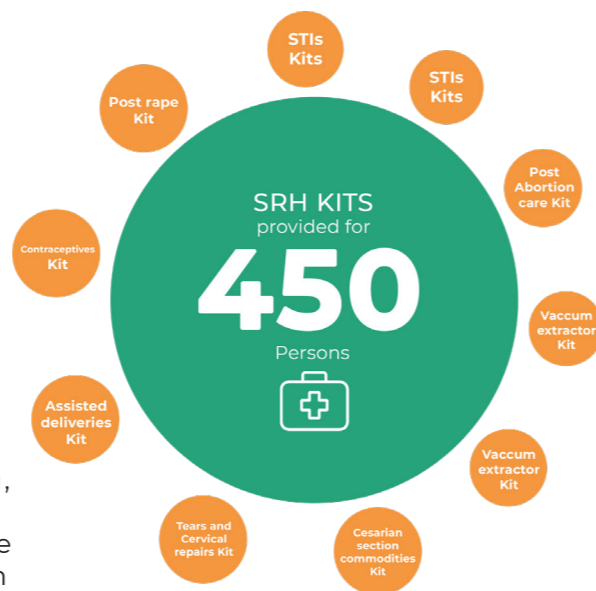 STIs
Kits
STIs
Kits
Post rape
Kit
Post
Abortion
care Kit
SRH KITS
provided for
450
Persons
Contraceptives
Kit
Vaccum
extractor
Kit
Assisted
deliveries
Kit
Vaccum
extractor
Kit
Tears and
Cervical
repairs Kit
Cesarian
section
commodities
Kit